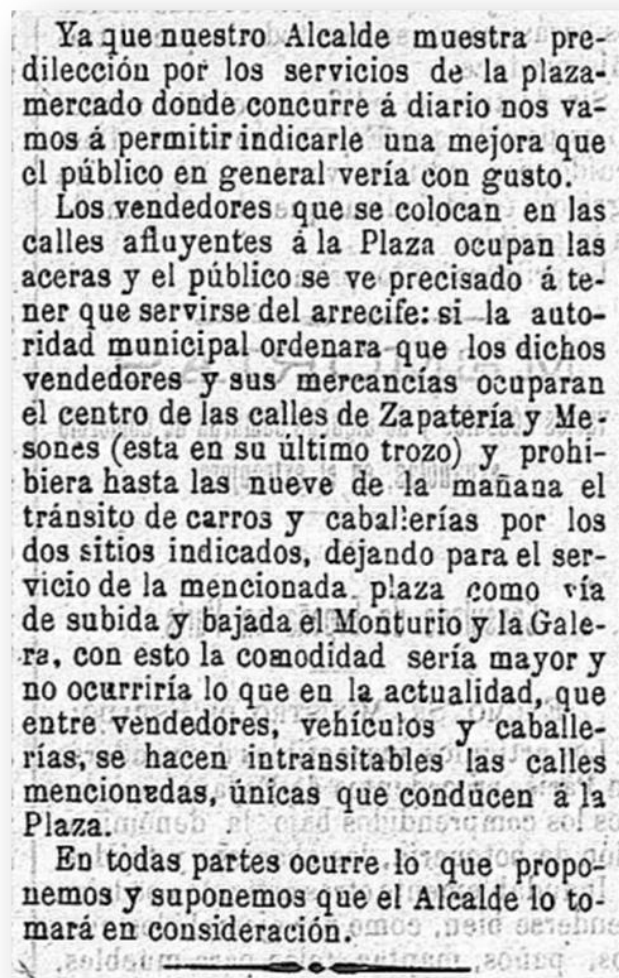 Ya que nuestro Alcalde muestra pre-
dilección por los servicios de la plaza-
mercado donde concurre á diario nos va-
mos á permitir indicarle una mejora que
el público en general vería con gusto.
Los vendedores que se colocan en las
calles afluyentes á la Plaza ocupan las
aceras y el público se ve precisado á te-
ner que servirse del arrecife: si la auto-
ridad municipal ordenara que los dichos
vendedores y sus mercancías ocuparan
el centro de las calles de Zapatería y Me-
sones (esta en su último trozo) y prohi-
biera hasta las nueve de la mañana el
tránsito de carros y caballerías por los
dos sitios indicados, dejando para el ser-
vicio de la mencionada plaza como vía
de subida y bajada el Monturio y la Gale-
ra, con esto la comodidad sería mayor y
no ocurriría lo que en la actualidad, que
entre vendedores, vehículos y caballe-
rías, se hacen intransitables las calles
mencionadas, únicas que conducen á la
Plaza.
En todas partes ocurre lo que propo-
nemos y suponemos que el Alcalde lo to-
mará en consideración.